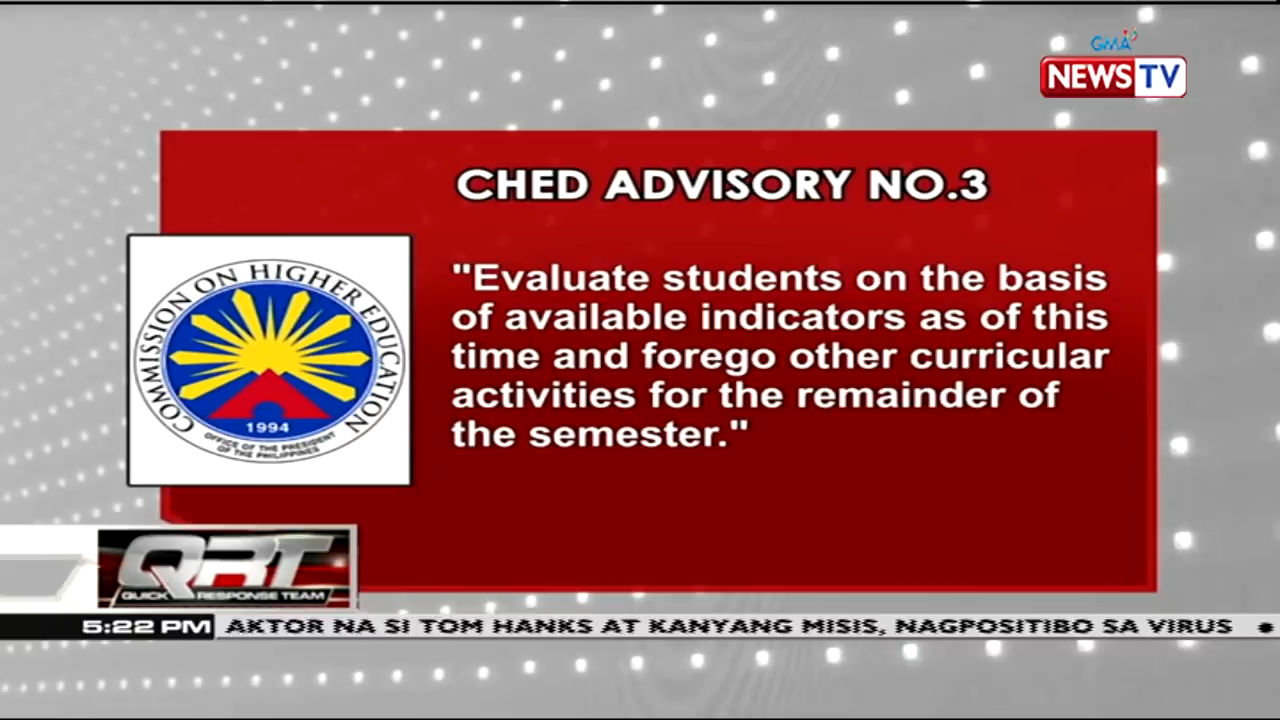 GMA
NEWS TV
CHED ADVISORY NO.3
"Evaluate students on the basis
of available indicators as of this
time and forego other curricular
activities for the remainder of
the semester."
COMMISSION ON HIGHER EDUCATION
1994
OFFICE OF THE PRESIDENT
OF THE PHILIPPINES
QRT
QUICK RESPONSE TEAM
5:22 PM AKTOR NA SI TOM HANKS AT KANYANG MISIS, NAGPOSITIBO SA VIRUS